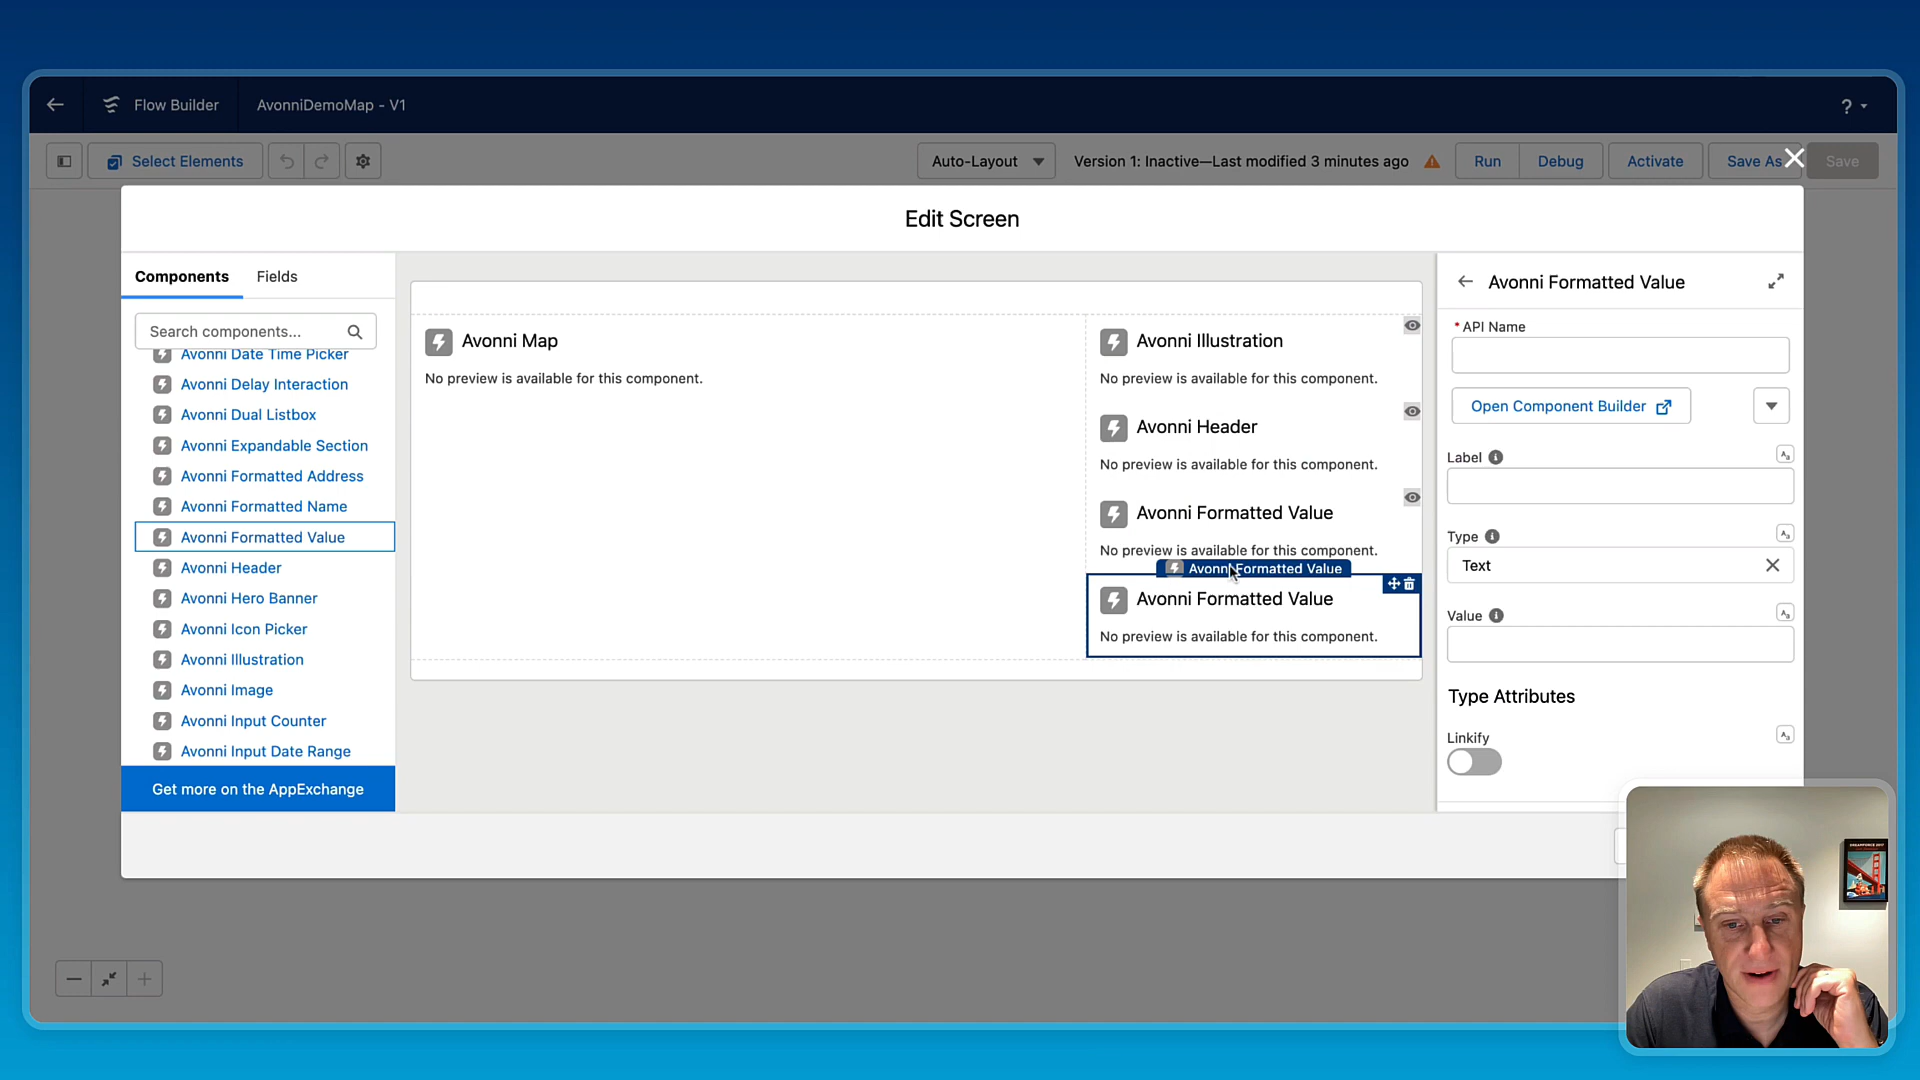 Flow Builder
AvonniDemoMap - V1
?
Select Elements
Auto-Layout
Version 1: Inactive—Last modified 3 minutes ago
Run
Debug
Activate
Save As
Save
Edit Screen
Components
Fields
Search components...
Avonni Date Time Picker
Avonni Delay Interaction
Avonni Dual Listbox
Avonni Expandable Section
Avonni Formatted Address
Avonni Formatted Name
Avonni Formatted Value
Avonni Header
Avonni Hero Banner
Avonni Icon Picker
Avonni Illustration
Avonni Image
Avonni Input Counter
Avonni Input Date Range
Get more on the AppExchange
Avonni Map
No preview is available for this component.
Avonni Illustration
No preview is available for this component.
Avonni Header
No preview is available for this component.
Avonni Formatted Value
No preview is available for this component.
Avonni Formatted Value
Avonni Formatted Value
No preview is available for this component.
Avonni Formatted Value
* API Name
Open Component Builder
Label
Type
Text
Value
Type Attributes
Linkify
DREAMFORCE 2017